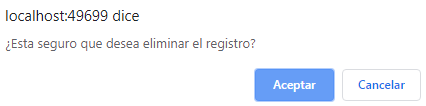 localhost:49699 dice
¿Esta seguro que desea eliminar el registro?
Aceptar
Cancelar